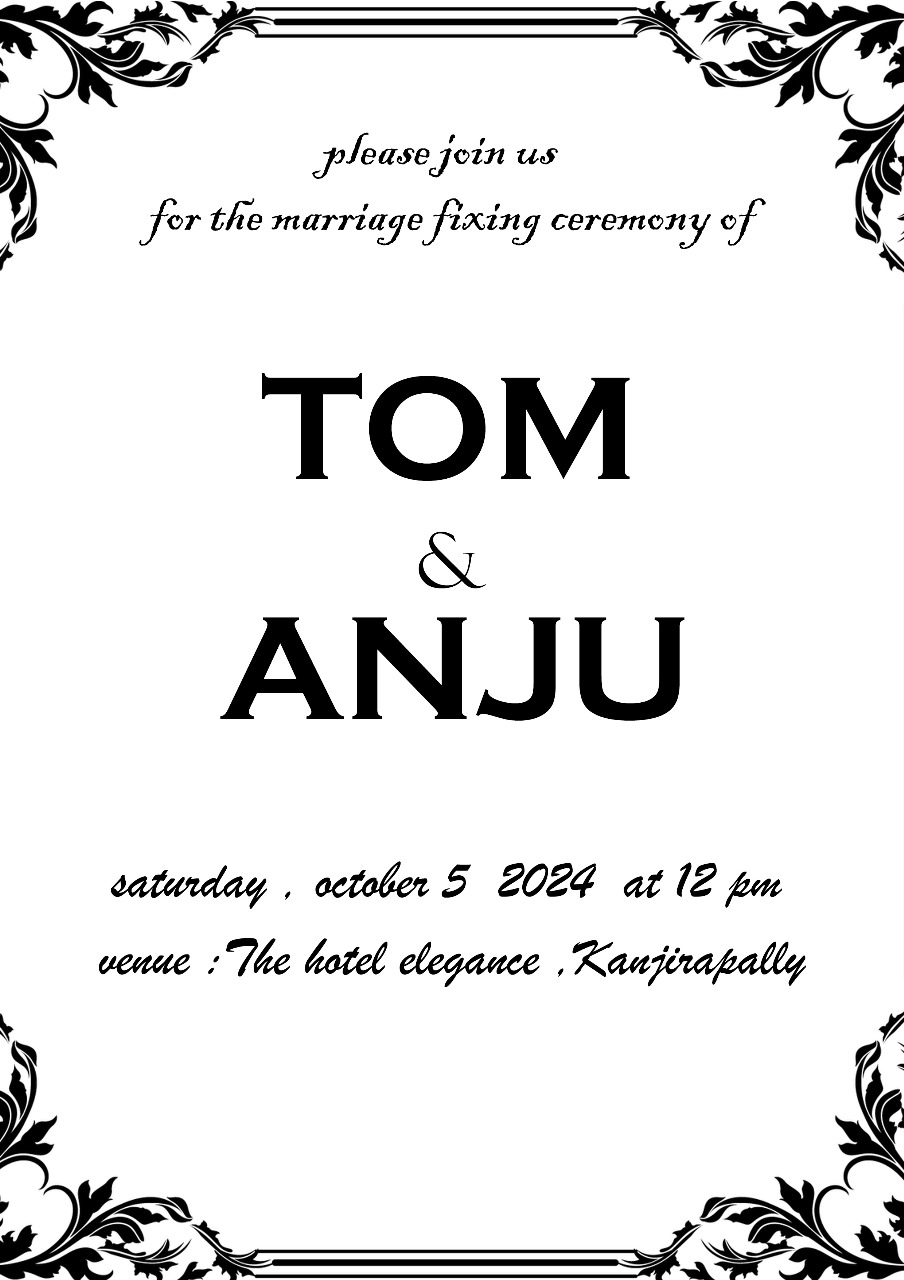 please join us
for the marriage fixing ceremony of
TOM
&
ANJU
saturday , october 5 2024 at 12 pm
venue : The hotel elegance ,Kanjirapally